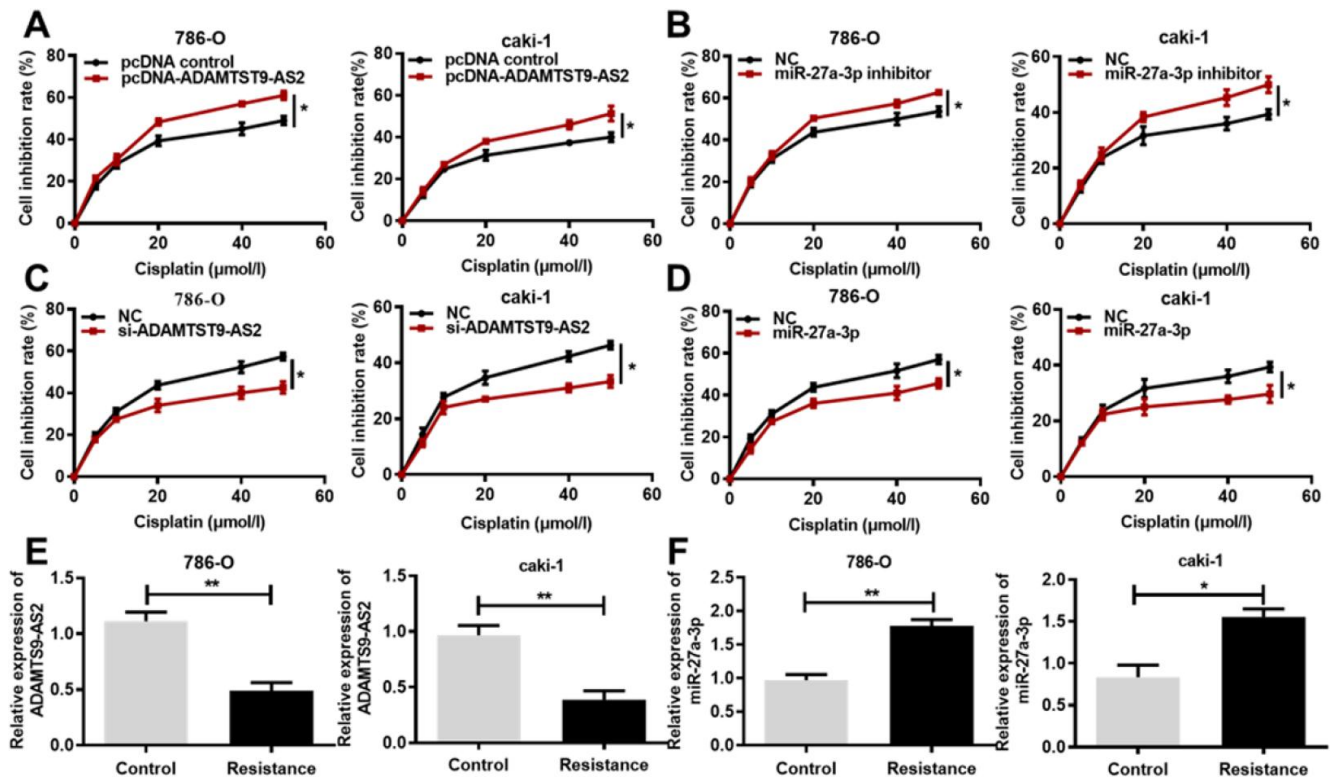 A
786-O
pcDNA control
pcDNA-ADAMTST9-AS2
Cell inhibition rate (%)
80
60
40
20
0
0 20 40 60
Cisplatin (µmol/l)
caki-1
pcDNA control
pcDNA-ADAMTST9-AS2
Cell inhibition rate(%)
80
60
40
20
0
0 20 40 60
Cisplatin (µmol/l)
*
*
B
786-O
NC
miR-27a-3p inhibitor
Cell inhibition rate (%)
80
60
40
20
0
0 20 40 60
Cisplatin (µmol/l)
*
caki-1
NC
miR-27a-3p inhibitor
Cell inhibition rate (%)
60
40
20
0
0 20 40 60
Cisplatin (µmol/l)
*
C
786-O
NC
si-ADAMTST9-AS2
Cell inhibition rate (%)
80
60
40
20
0
0 20 40 60
Cisplatin (µmol/l)
*
caki-1
NC
si-ADAMTST9-AS2
Cell inhibition rate (%)
60
40
20
0
0 20 40 60
Cisplatin (µmol/l)
*
D
786-O
NC
miR-27a-3p
Cell inhibition rate (%)
80
60
40
20
0
0 20 40 60
Cisplatin (µmol/l)
*
caki-1
NC
miR-27a-3p
Cell inhibition rate (%)
60
40
20
0
0 20 40 60
Cisplatin (µmol/l)
*
E
786-O
Relative expression of
ADAMTS9-AS2
1.5
1.0
0.5
0.0
**
Control Resistance
caki-1
Relative expression of
ADAMTS9-AS2
1.5
1.0
0.5
0.0
**
Control Resistance
F
786-O
Relative expression of
miR-27a-3p
2.5
2.0
1.5
1.0
0.5
0.0
**
Control Resistance
caki-1
Relative expression of
miR-27a-3p
2.0
1.5
1.0
0.5
0.0
*
Control Resistance